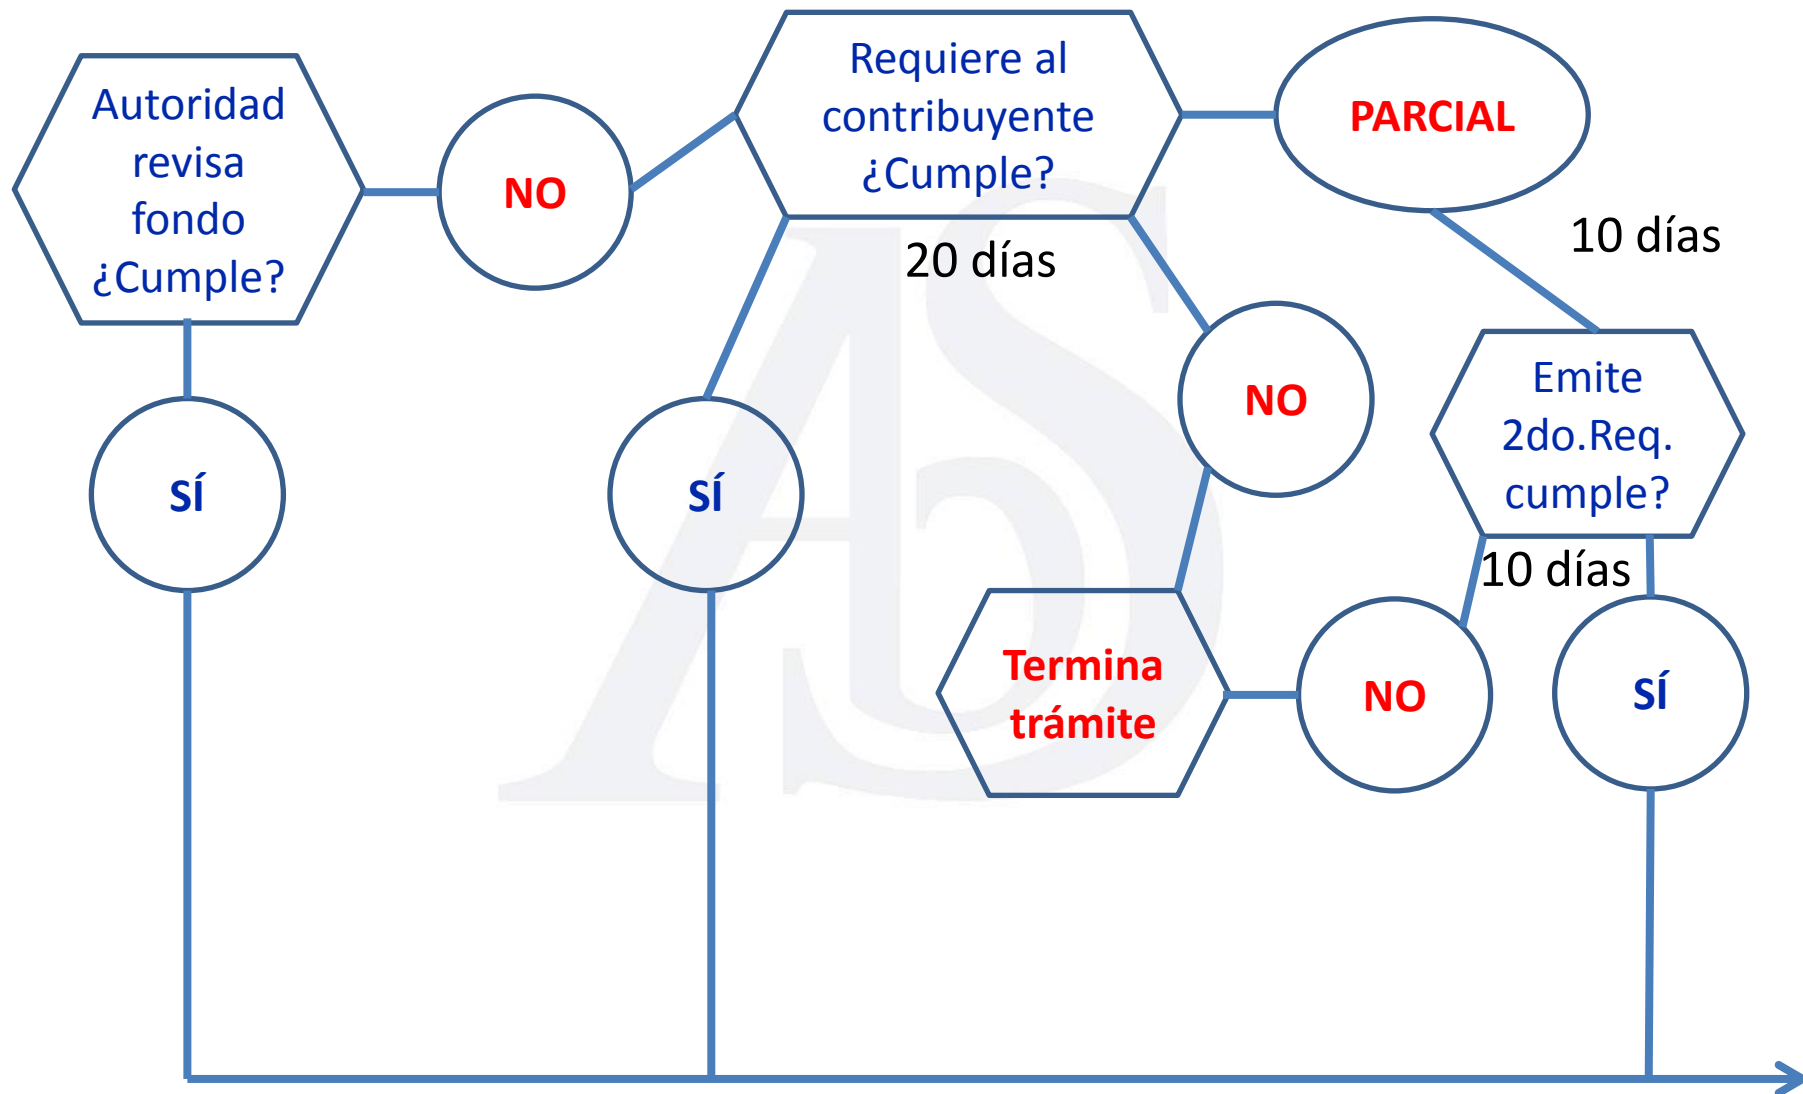 Autoridad
revisa
fondo
¿Cumple?
NO
Requiere al
contribuyente
¿Cumple?
PARCIAL
20 días
10 días
SÍ
SÍ
NO
Emite
2do.Req.
cumple?
10 días
Termina
trámite
NO
SÍ